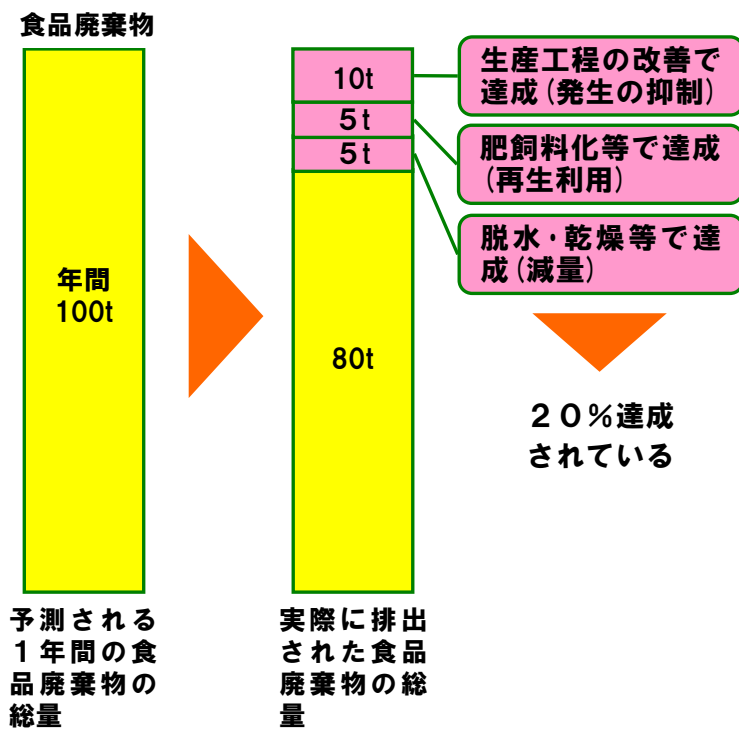 食品廃棄物
年間
100t
予測される
１年間の食
品廃棄物の
総量
10t
５t
５t
80t
実際に排出
された食品
廃棄物の総
量
生産工程の改善で
達成(発生の抑制)
肥飼料化等で達成
(再生利用)
脱水・乾燥等で達
成(減量)
２０％達成
されている